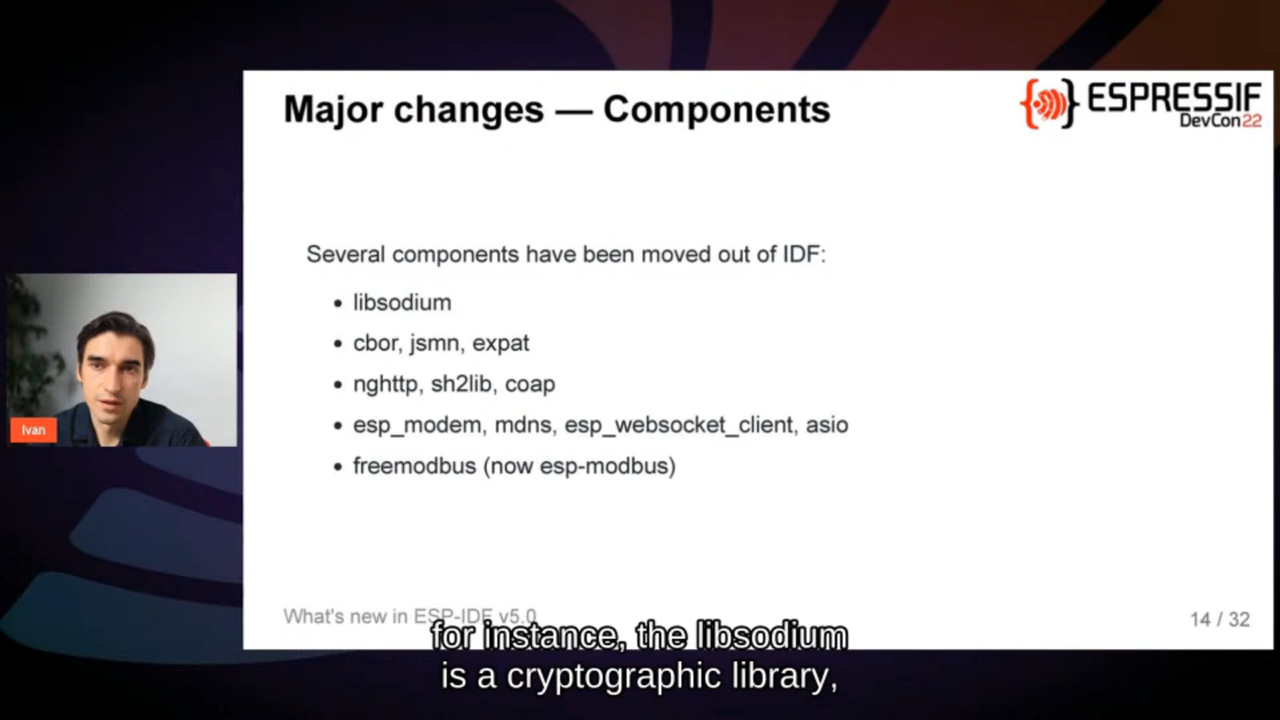 Major changes — Components
{ } ESPRESSIF
DevCon22
Several components have been moved out of IDF:
• libsodium
• cbor, jsmn, expat
• nghttp, sh2lib, coap
• esp_modem, mdns, esp_websocket_client, asio
• freemodbus (now esp-modbus)
Ivan
What's new in ESP-IDF v5.0
14 / 32
for instance, the libsodium
is a cryptographic library,